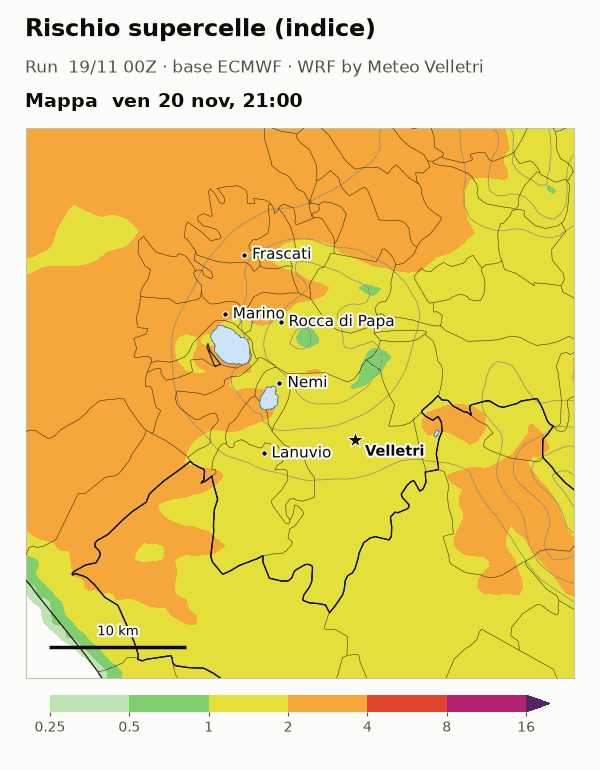 Rischio supercelle (indice)
Run  19/11 00Z · base ECMWF · WRF by Meteo Velletri
Mappa  ven 20 nov, 21:00
Frascati
Marino
Rocca di Papa
Nemi
Velletri
Lanuvio
10 km
0.25 0.5 1 2 4 8 16